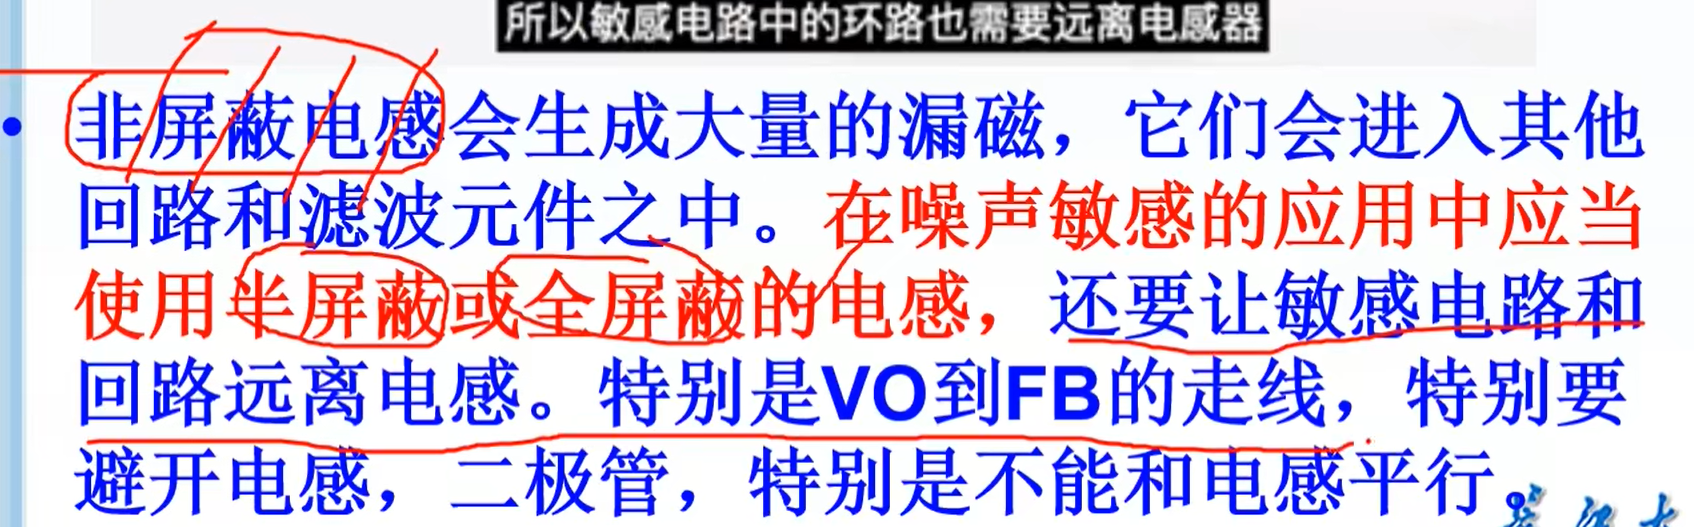 所以敏感电路中的环路也需要远离电感器
• 非屏蔽电感会生成大量的漏磁，它们会进入其他
回路和滤波元件之中。在噪声敏感的应用中应当
使用半屏蔽或全屏蔽的电感，还要让敏感电路和
回路远离电感。特别是VO到FB的走线，特别要
避开电感，二极管，特别是不能和电感平行。